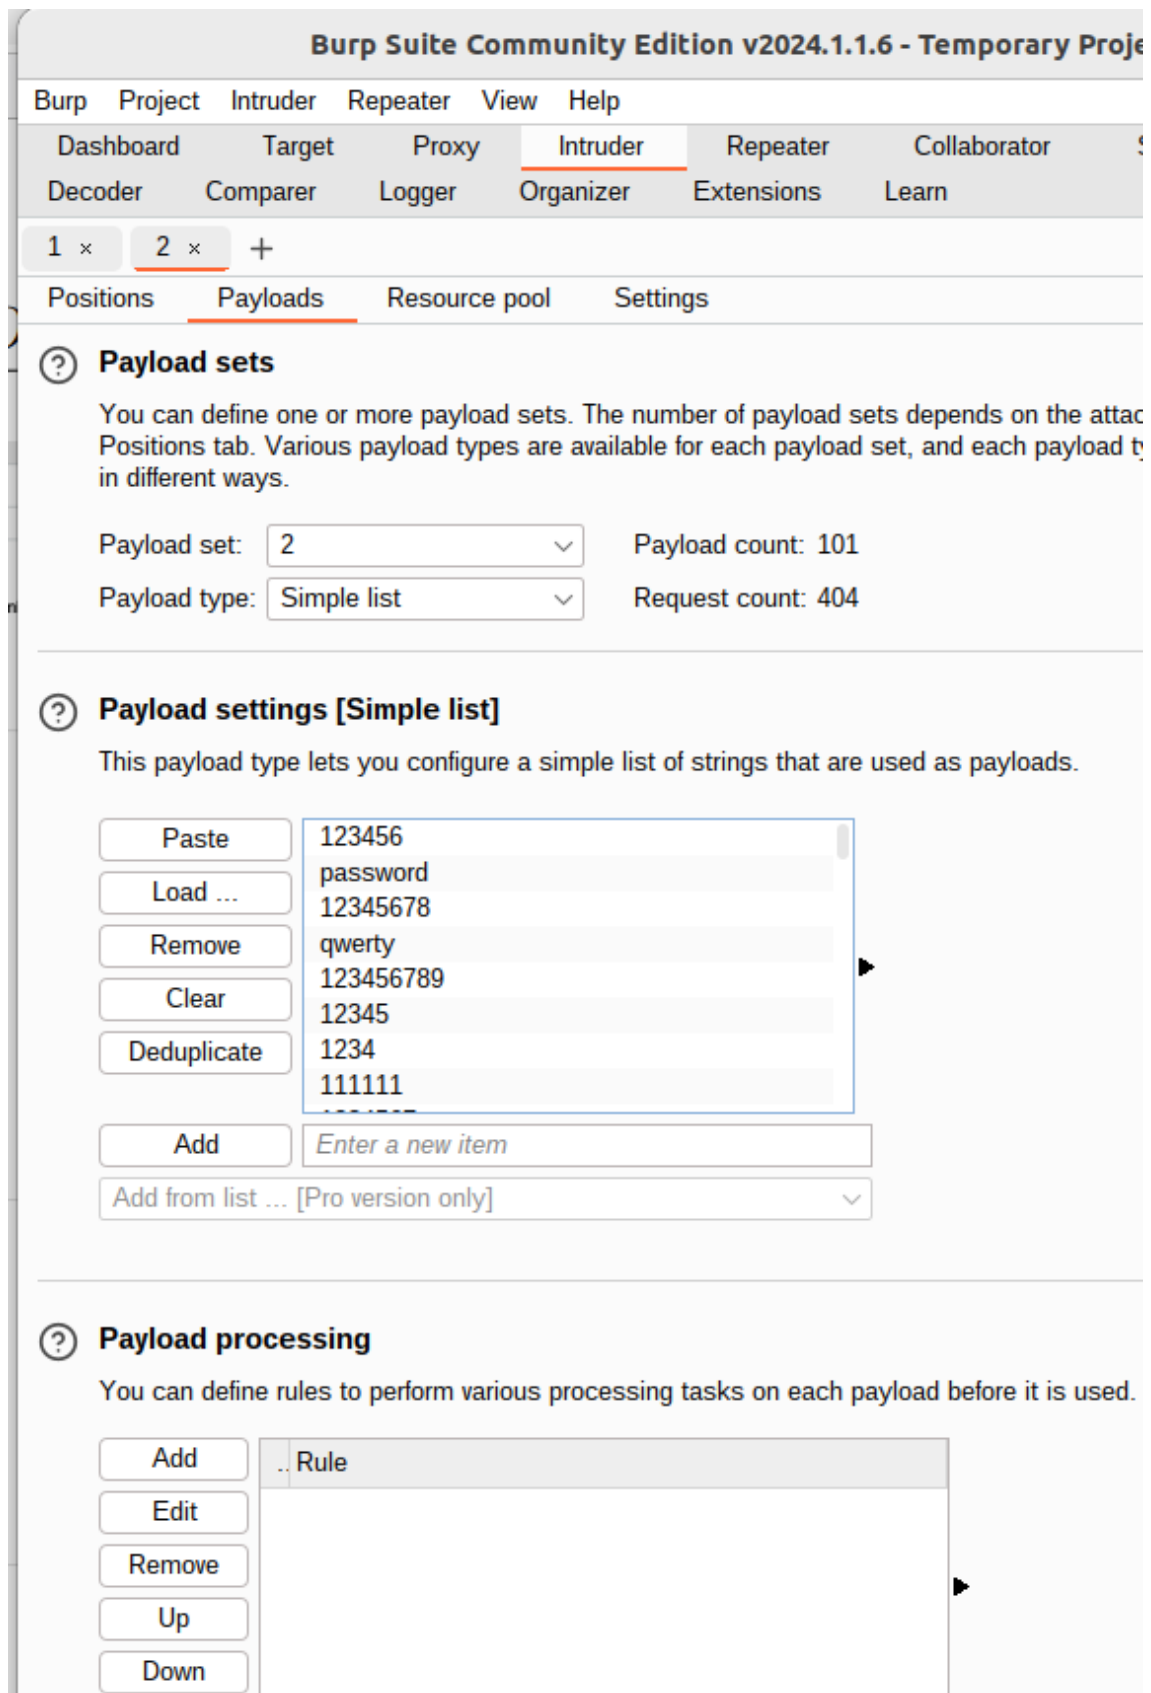 Burp Suite Community Edition v2024.1.1.6 - Temporary Proje
Burp Project Intruder Repeater View Help
Dashboard Target Proxy Intruder Repeater Collaborator
Decoder Comparer Logger Organizer Extensions Learn
1 × 2 × +
Positions Payloads Resource pool Settings
? Payload sets
You can define one or more payload sets. The number of payload sets depends on the attac
Positions tab. Various payload types are available for each payload set, and each payload ty
in different ways.
Payload set: 2 Payload count: 101
Payload type: Simple list Request count: 404
? Payload settings [Simple list]
This payload type lets you configure a simple list of strings that are used as payloads.
Paste 123456
password
Load ... 12345678
Remove qwerty
123456789
Clear 12345
Deduplicate 1234
111111
Add Enter a new item
Add from list ... [Pro version only]
? Payload processing
You can define rules to perform various processing tasks on each payload before it is used.
Add .. Rule
Edit
Remove
Up
Down